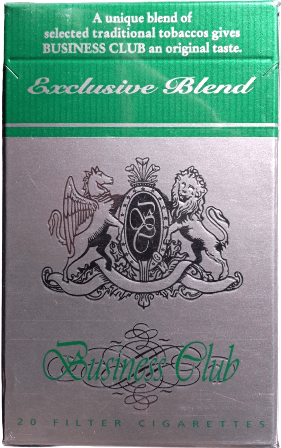 A unique blend of
selected traditional tobaccos gives
BUSINESS CLUB an original taste.
Exclusive Blend
BC
Business Club
20 FILTER CIGARETTES